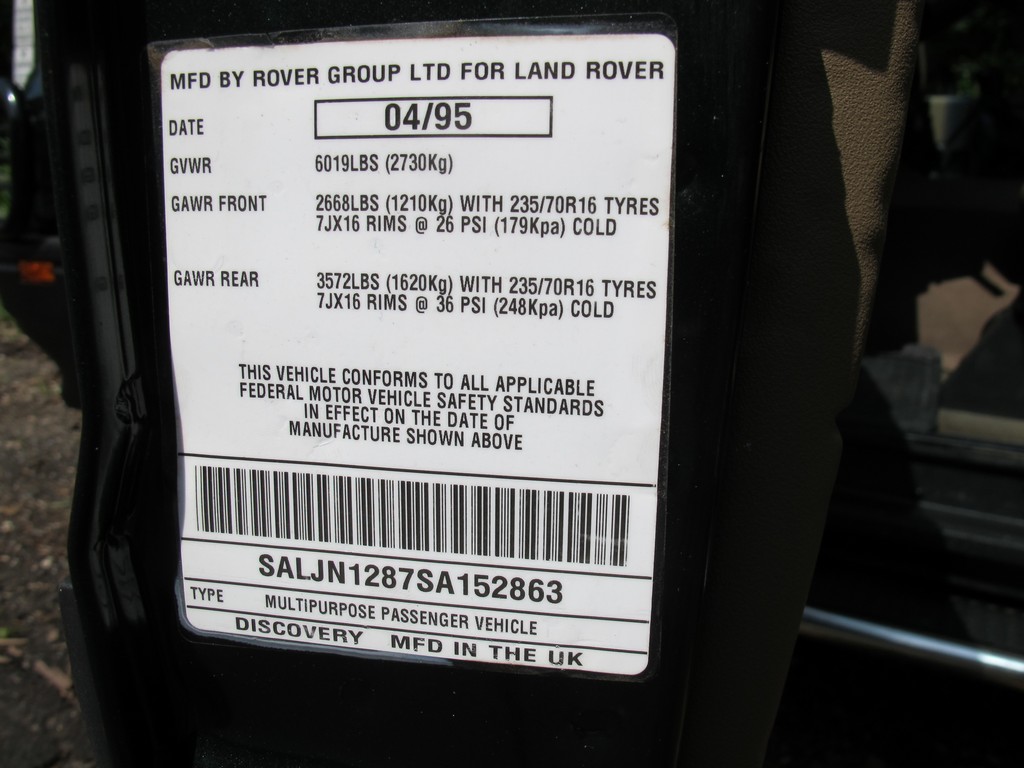 MFD BY ROVER GROUP LTD FOR LAND ROVER
DATE 04/95
GVWR 6019LBS (2730Kg)
GAWR FRONT 2668LBS (1210Kg) WITH 235/70R16 TYRES
7JX16 RIMS @ 26 PSI (179Kpa) COLD
GAWR REAR 3572LBS (1620Kg) WITH 235/70R16 TYRES
7JX16 RIMS @ 36 PSI (248Kpa) COLD
THIS VEHICLE CONFORMS TO ALL APPLICABLE
FEDERAL MOTOR VEHICLE SAFETY STANDARDS
IN EFFECT ON THE DATE OF
MANUFACTURE SHOWN ABOVE
SALJN1287SA152863
TYPE MULTIPURPOSE PASSENGER VEHICLE
DISCOVERY MFD IN THE UK